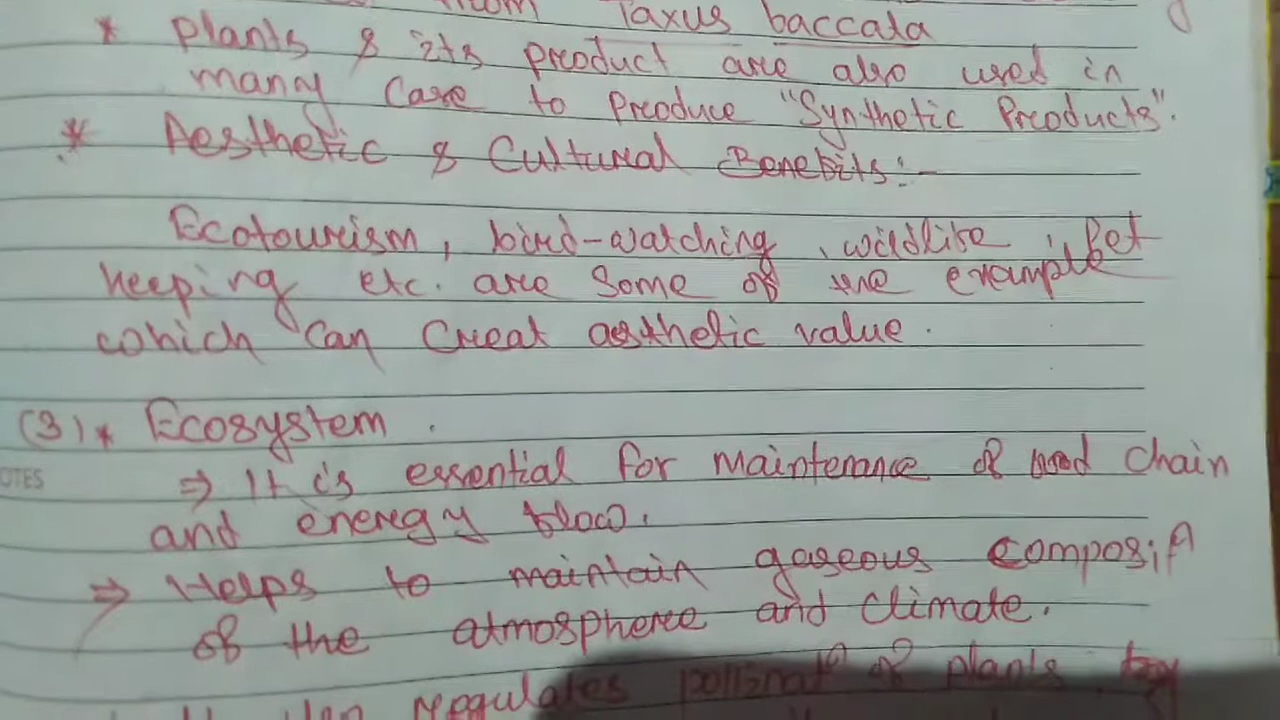 Taxus baccata
* Plants & its product are also used in
many Case to Produce "Synthetic Products".
* Aesthetic & Cultural Benefits:-
Ecotourism, bird-watching, wildlife, Pet
keeping etc. are Some of the example
which can Creat aesthetic value.
(3)* Ecosystem.
OTES
⇒ It is essential for maintenance of food chain
and energy flow.
⇒ Helps to maintain gaseous composit
of the atmosphere and climate.
regulates pollinatⁿ of plants, by